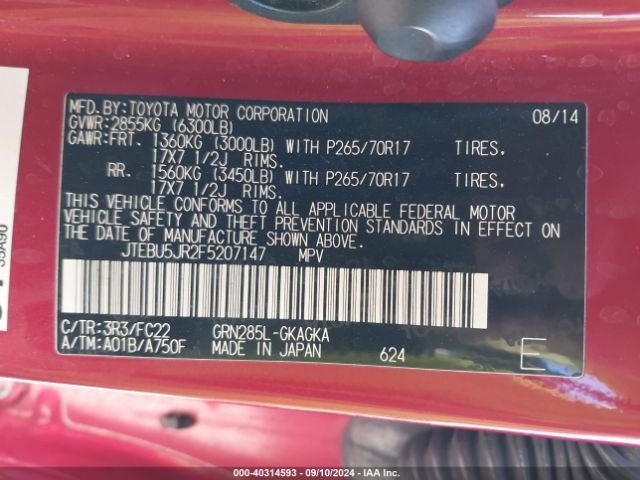 MFD.BY:TOYOTA MOTOR CORPORATION 08/14
GVWR:2855KG (6300LB)
GAWR:FRT. 1360KG (3000LB) WITH P265/70R17 TIRES.
17X7 1/2J RIMS.
RR. 1560KG (3450LB) WITH P265/70R17 TIRES.
17X7 1/2J RIMS.
THIS VEHICLE CONFORMS TO ALL APPLICABLE FEDERAL MOTOR
VEHICLE SAFETY AND THEFT PREVENTION STANDARDS IN EFFECT ON
THE DATE OF MANUFACTURE SHOWN ABOVE.
JTEBU5JR2F5207147 MPV
C/TR:3R3/FC22 GRN285L-GKAGKA
A/TM:A01B/A750F MADE IN JAPAN 624 E
000-40314593 - 09/10/2024 - IAA Inc.